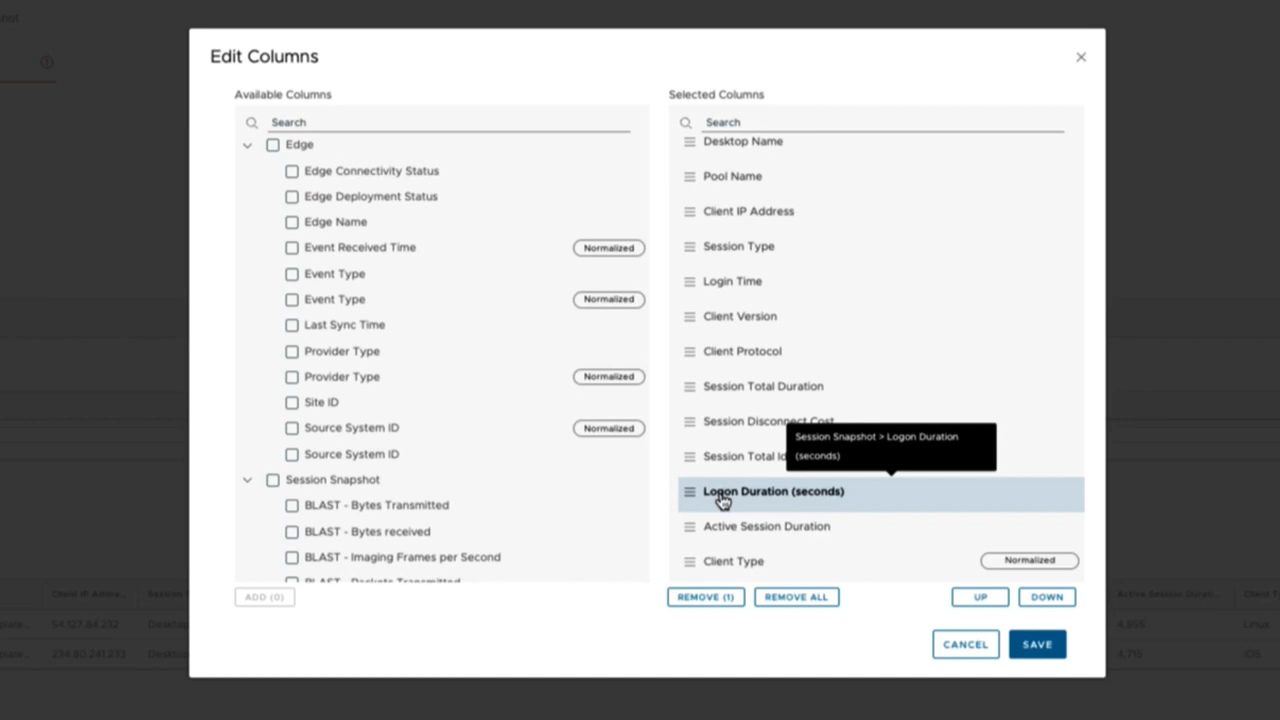 Edit Columns
Available Columns
Search
Edge
Edge Connectivity Status
Edge Deployment Status
Edge Name
Event Received Time Normalized
Event Type
Event Type Normalized
Last Sync Time
Provider Type
Provider Type Normalized
Site ID
Source System ID Normalized
Source System ID
Session Snapshot
BLAST - Bytes Transmitted
BLAST - Bytes received
BLAST - Imaging Frames per Second
BLAST - Packets Transmitted
ADD (0)
Selected Columns
Search
Desktop Name
Pool Name
Client IP Address
Session Type
Login Time
Client Version
Client Protocol
Session Total Duration
Session Disconnect Cost
Session Total Id
Session Snapshot > Logon Duration
(seconds)
Logon Duration (seconds)
Active Session Duration
Client Type Normalized
REMOVE (1) REMOVE ALL UP DOWN
CANCEL SAVE
Client IP Addre... Session T Active Session Durati... Client T
plate... 54.127.84.232 Desktop 4,855 Linux
plate... 234.80.241.233 Desktop 4,715 iOS